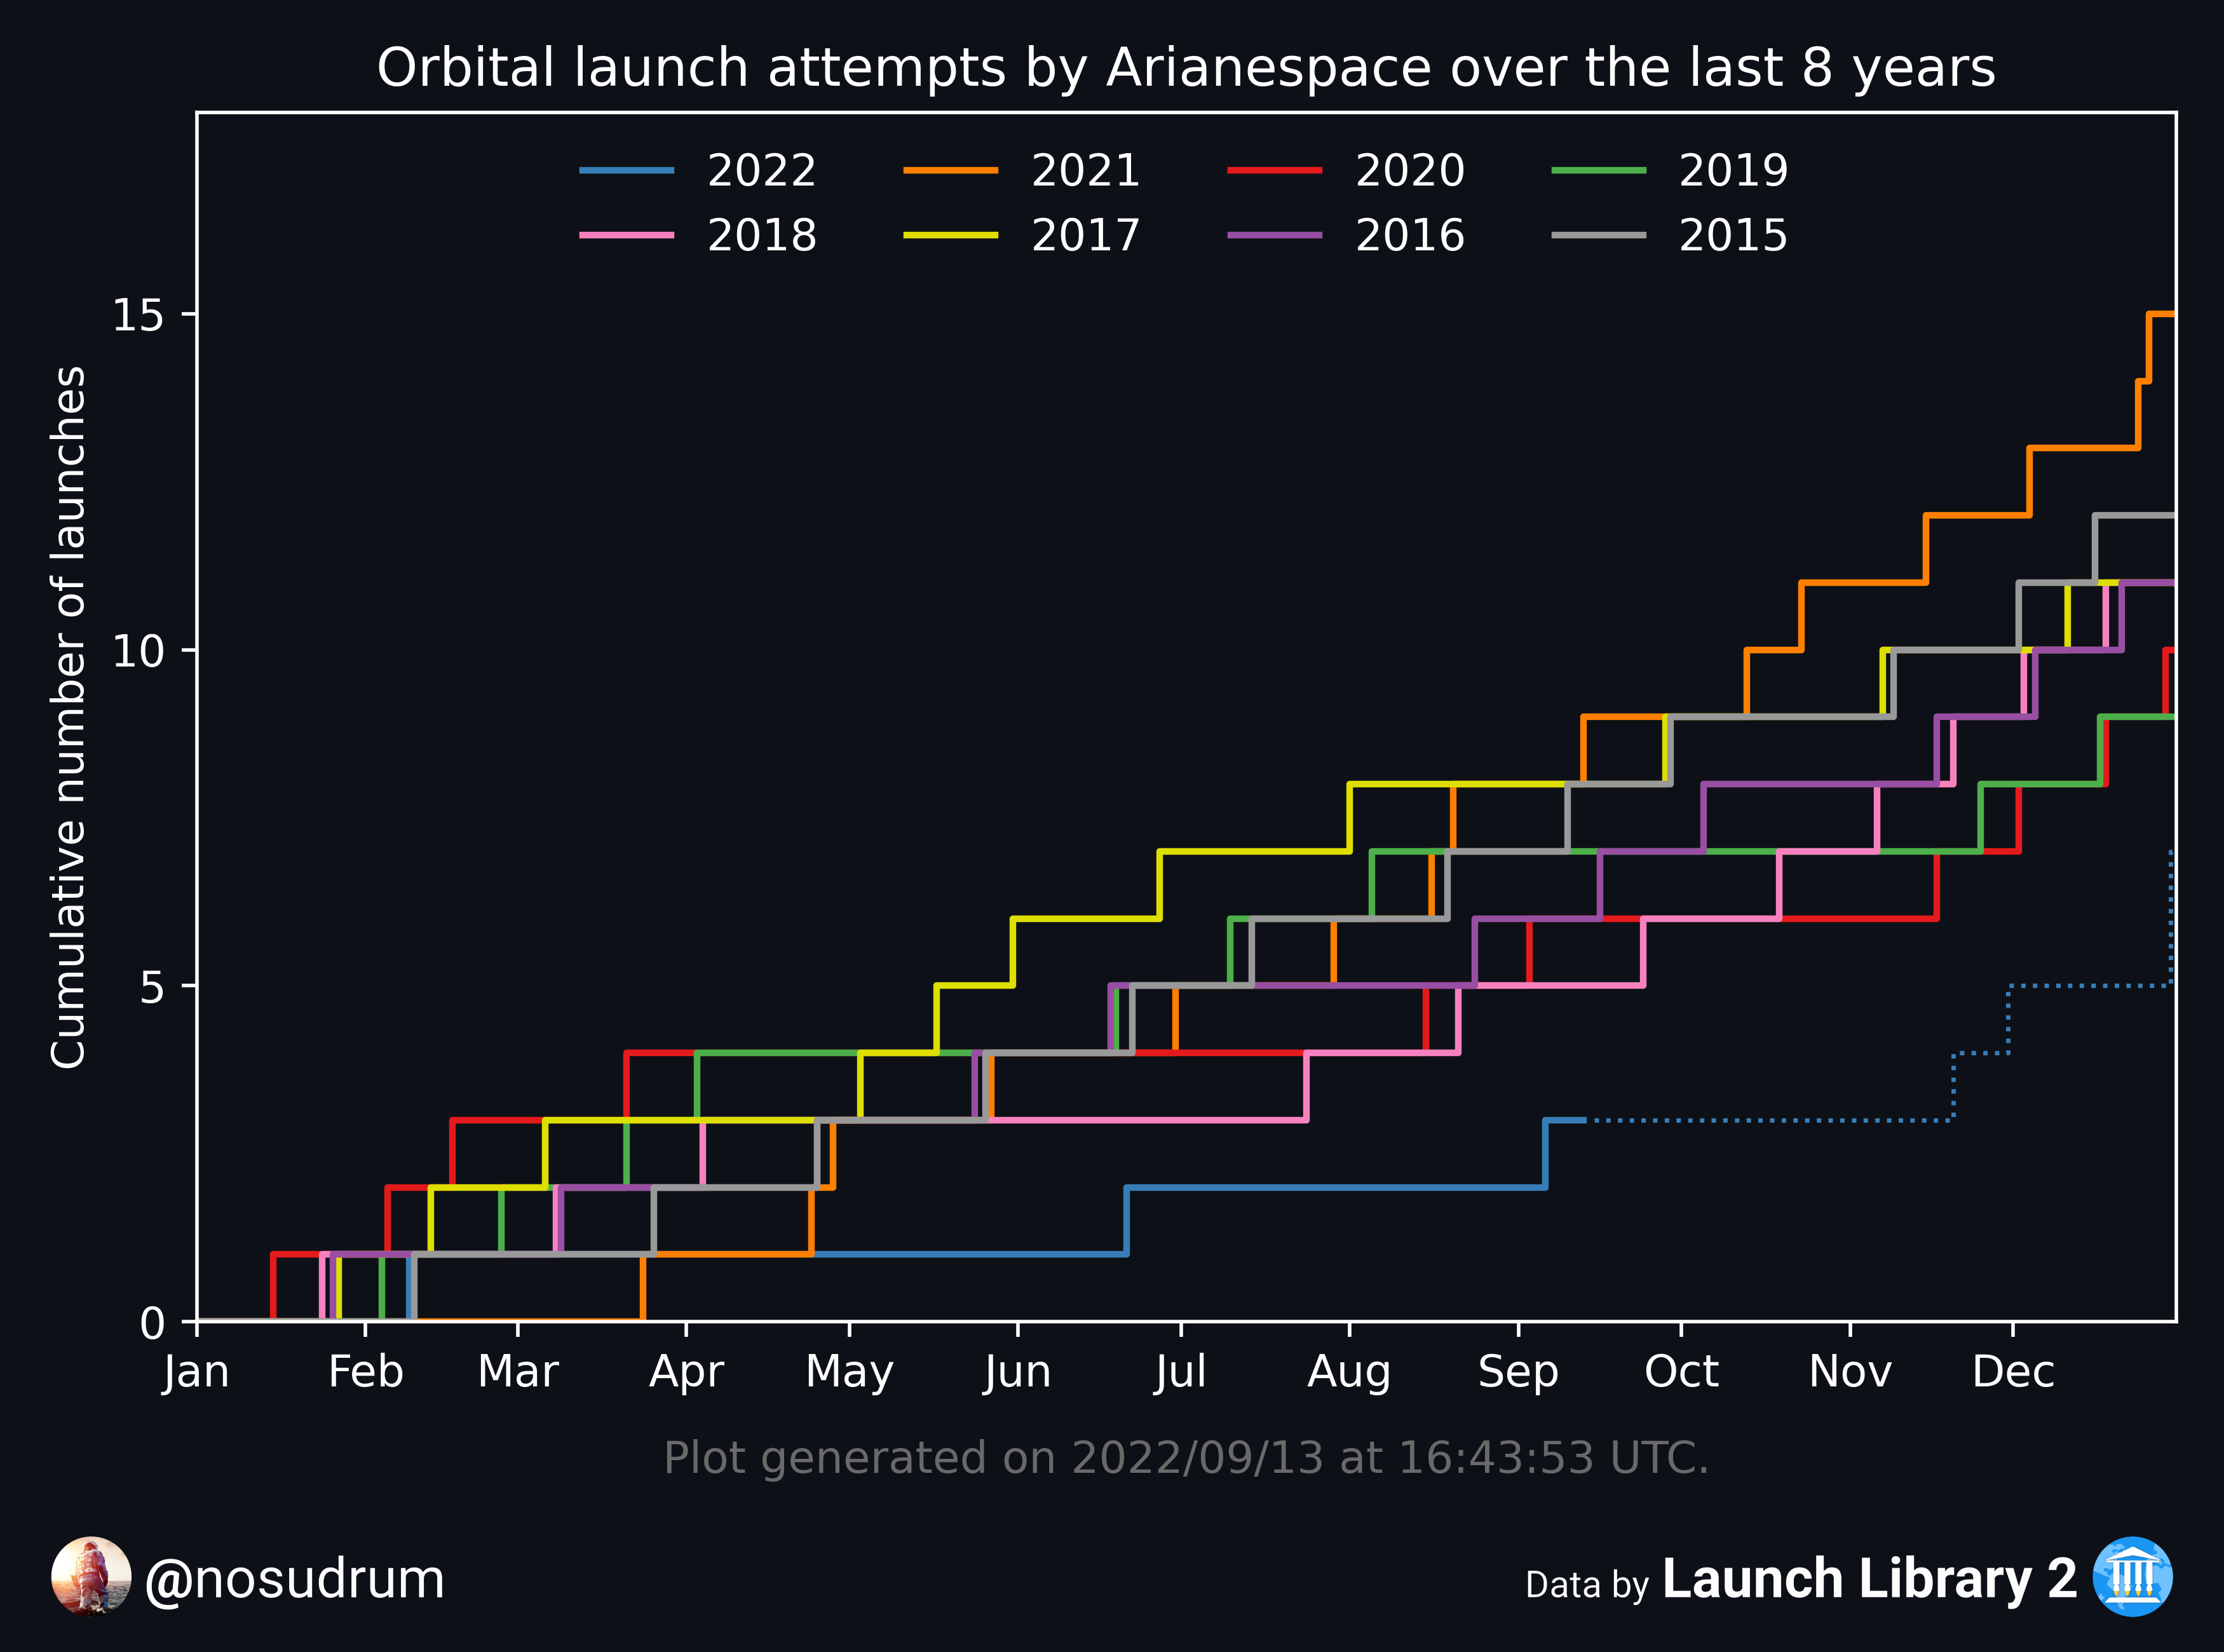 Orbital launch attempts by Arianespace over the last 8 years
2022 2021 2020 2019
2018 2017 2016 2015
Cumulative number of launches
15
10
5
0
Jan Feb Mar Apr May Jun Jul Aug Sep Oct Nov Dec
Plot generated on 2022/09/13 at 16:43:53 UTC.
@nosudrum
Data by Launch Library 2